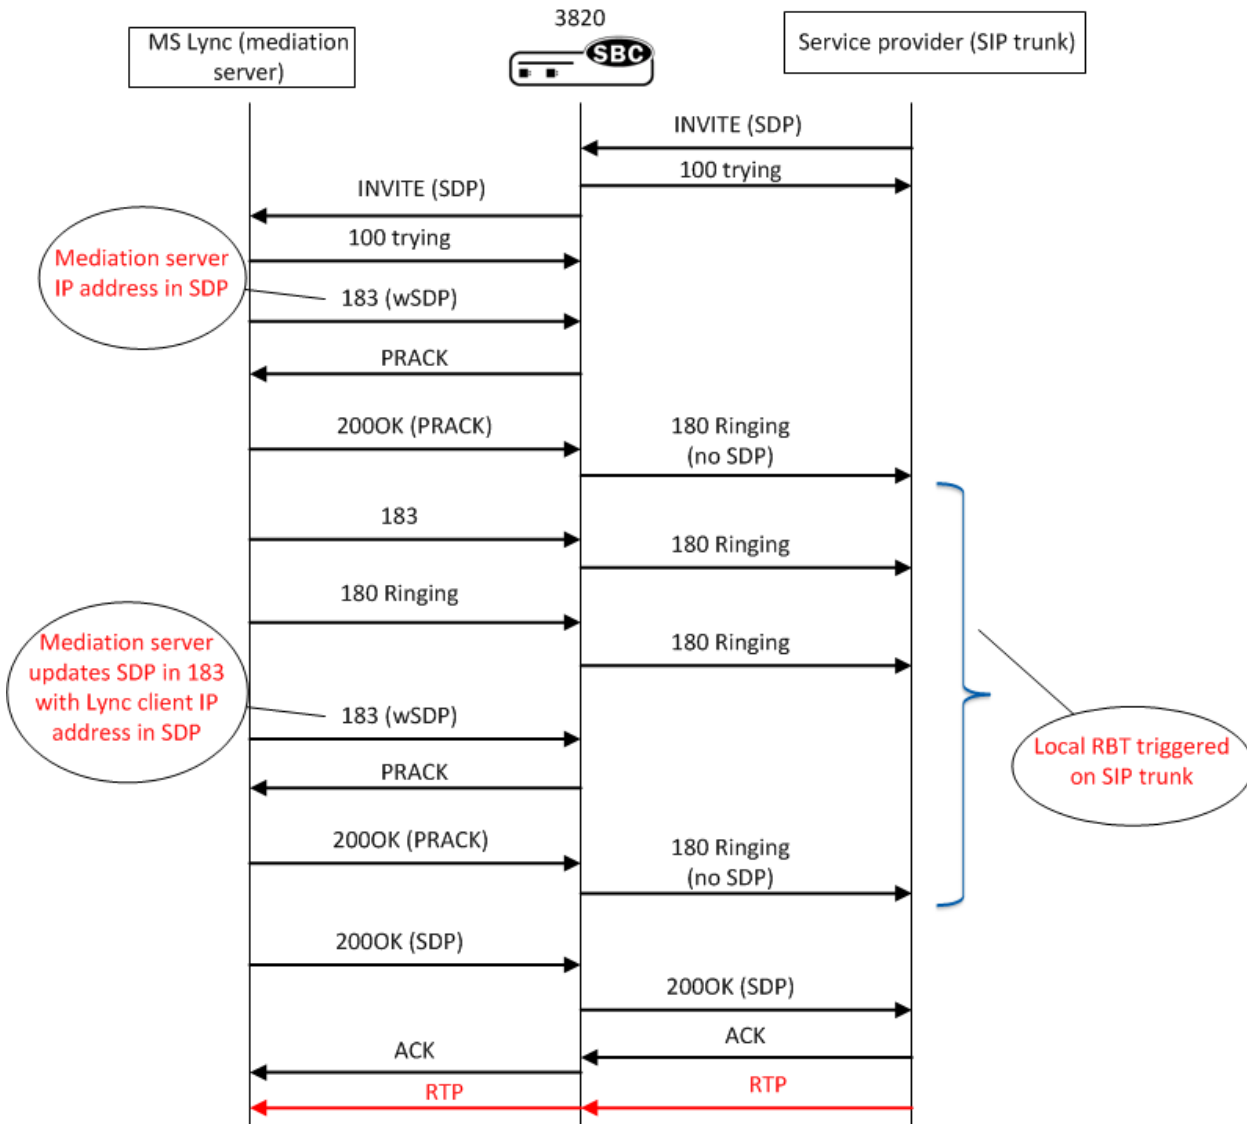 3820
MS Lync (mediation
server)
SBC
Service provider (SIP trunk)
INVITE (SDP)
100 trying
INVITE (SDP)
100 trying
Mediation server
IP address in SDP
183 (wSDP)
PRACK
200OK (PRACK)
180 Ringing
(no SDP)
183
180 Ringing
180 Ringing
180 Ringing
Mediation server
updates SDP in 183
with Lync client IP
address in SDP
183 (wSDP)
Local RBT triggered
on SIP trunk
PRACK
200OK (PRACK)
180 Ringing
(no SDP)
200OK (SDP)
200OK (SDP)
ACK
ACK
RTP
RTP